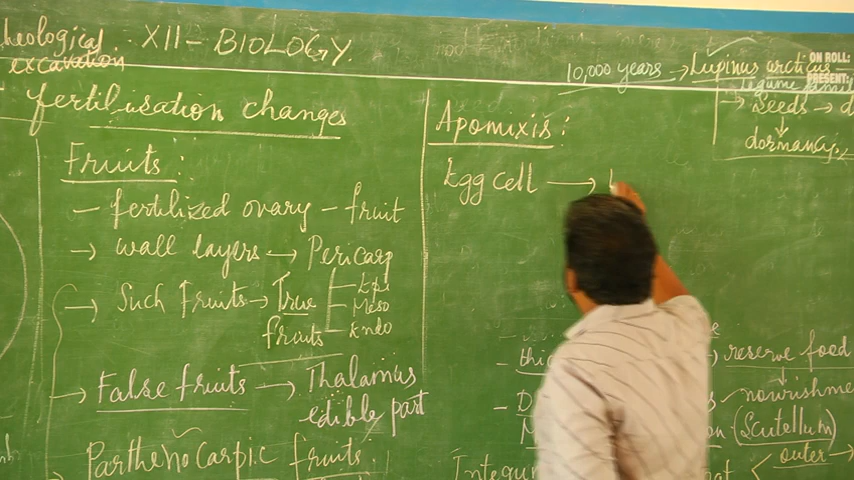 heological
excavation
XII - BIOLOGY.
10,000 years → Lupinus arcticus
ON ROLL:
PRESENT:
→ seeds → d
dormancy.
fertilisation changes
Fruits :
- fertilized ovary - fruit
→ wall layers → Pericarp
→ Such Fruits → True
fruits
Epi
Meso
Endo
→ False fruits → Thalamus
edible part
Parthenocarpic fruits:
Apomixis :
Egg cell →
→ reserve food
nourishme
(Scutellum)
outer
Integu